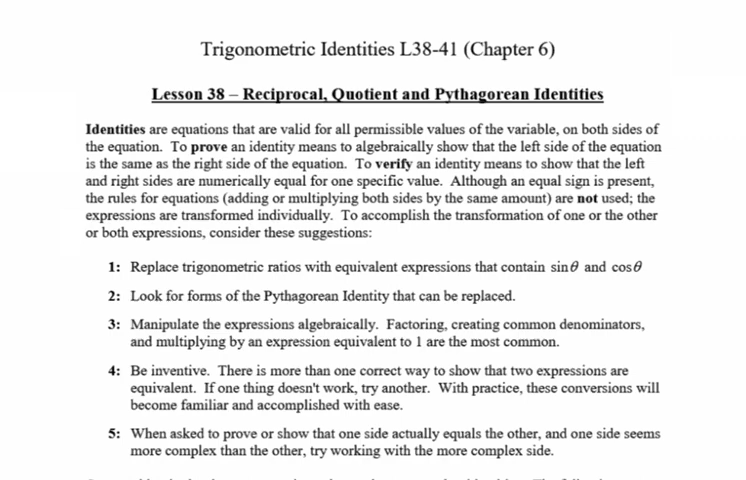 Trigonometric Identities L38-41 (Chapter 6)
Lesson 38 – Reciprocal, Quotient and Pythagorean Identities
Identities are equations that are valid for all permissible values of the variable, on both sides of
the equation. To prove an identity means to algebraically show that the left side of the equation
is the same as the right side of the equation. To verify an identity means to show that the left
and right sides are numerically equal for one specific value. Although an equal sign is present,
the rules for equations (adding or multiplying both sides by the same amount) are not used; the
expressions are transformed individually. To accomplish the transformation of one or the other
or both expressions, consider these suggestions:
1: Replace trigonometric ratios with equivalent expressions that contain sinθ and cosθ
2: Look for forms of the Pythagorean Identity that can be replaced.
3: Manipulate the expressions algebraically. Factoring, creating common denominators,
and multiplying by an expression equivalent to 1 are the most common.
4: Be inventive. There is more than one correct way to show that two expressions are
equivalent. If one thing doesn't work, try another. With practice, these conversions will
become familiar and accomplished with ease.
5: When asked to prove or show that one side actually equals the other, and one side seems
more complex than the other, try working with the more complex side.